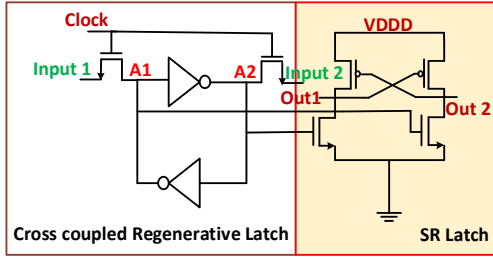 Clock
VDDD
Input 1
A1
A2
Input 2
Out1
Out 2
Cross coupled Regenerative Latch
SR Latch